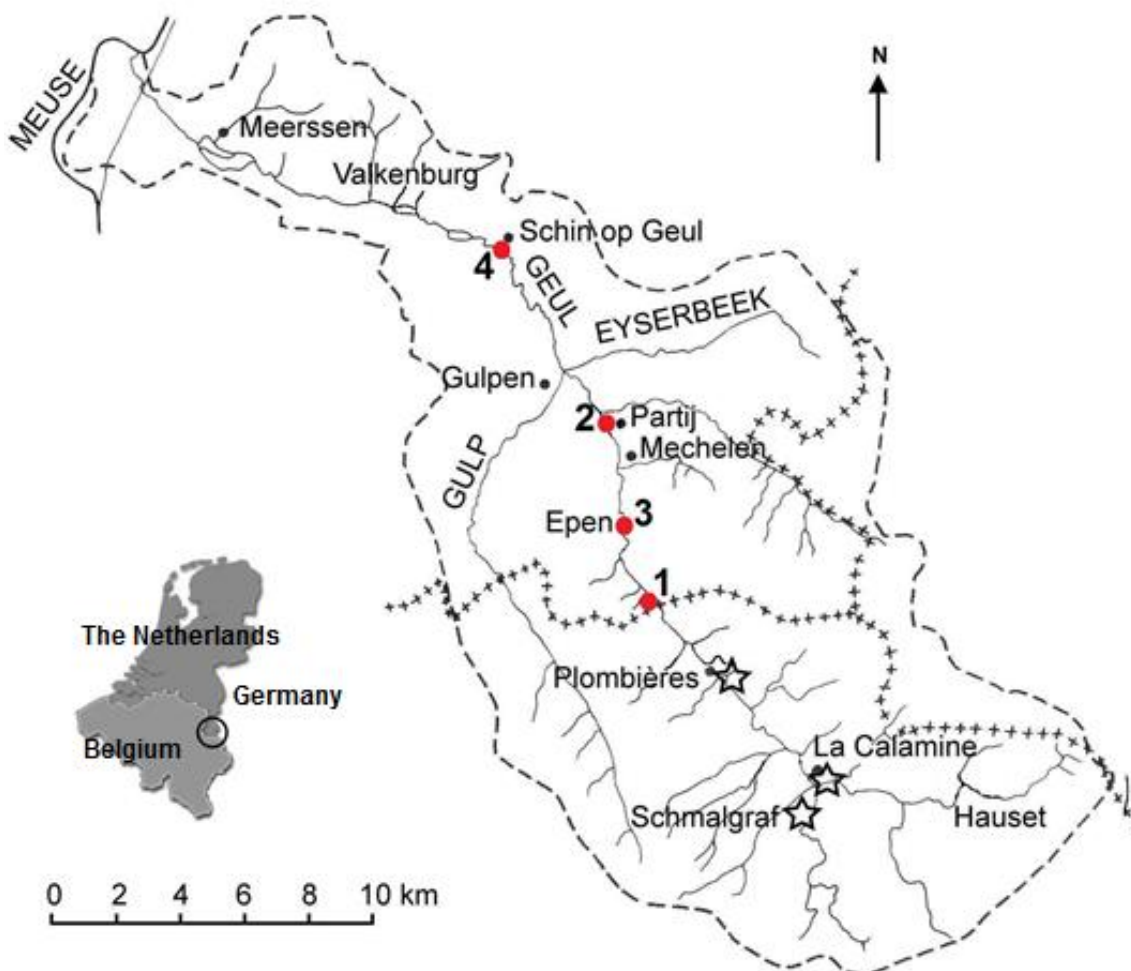 N
MEUSE
Meerssen
Valkenburg
Schin op Geul
4
GEUL
EYSERBEEK
Gulpen
2
Partij
Mechelen
GULP
Epen
3
1
The Netherlands
Plombières
Germany
Belgium
La Calamine
Schmalgraf
Hauset
0 2 4 6 8 10 km